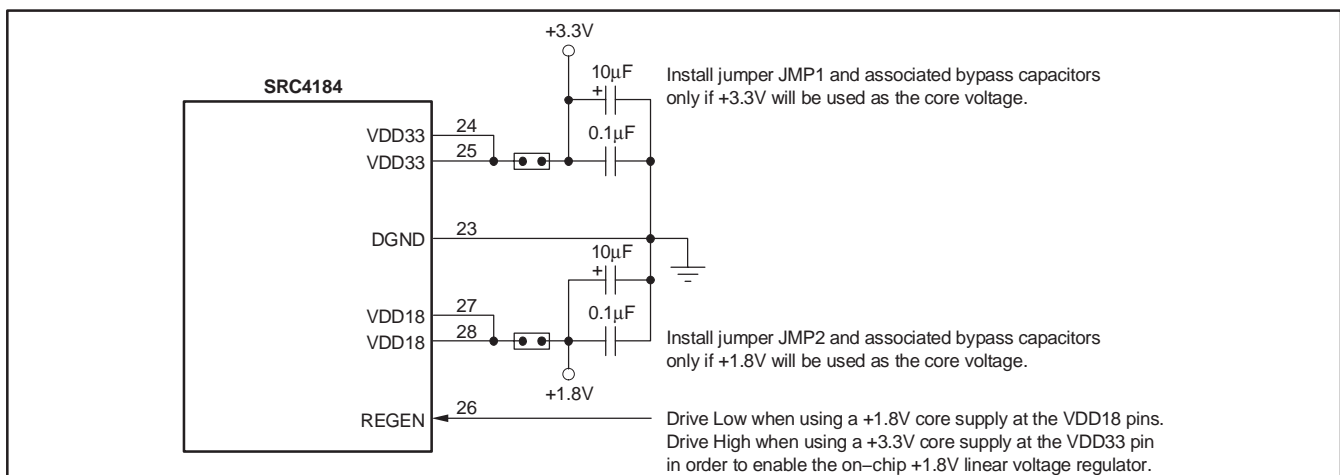 +3.3V
10μF
+
SRC4184
Install jumper JMP1 and associated bypass capacitors
only if +3.3V will be used as the core voltage.
VDD33
24
0.1μF
VDD33
25
DGND
23
10μF
+
VDD18
27
0.1μF
VDD18
28
Install jumper JMP2 and associated bypass capacitors
only if +1.8V will be used as the core voltage.
+1.8V
REGEN
26
Drive Low when using a +1.8V core supply at the VDD18 pins.
Drive High when using a +3.3V core supply at the VDD33 pin
in order to enable the on–chip +1.8V linear voltage regulator.